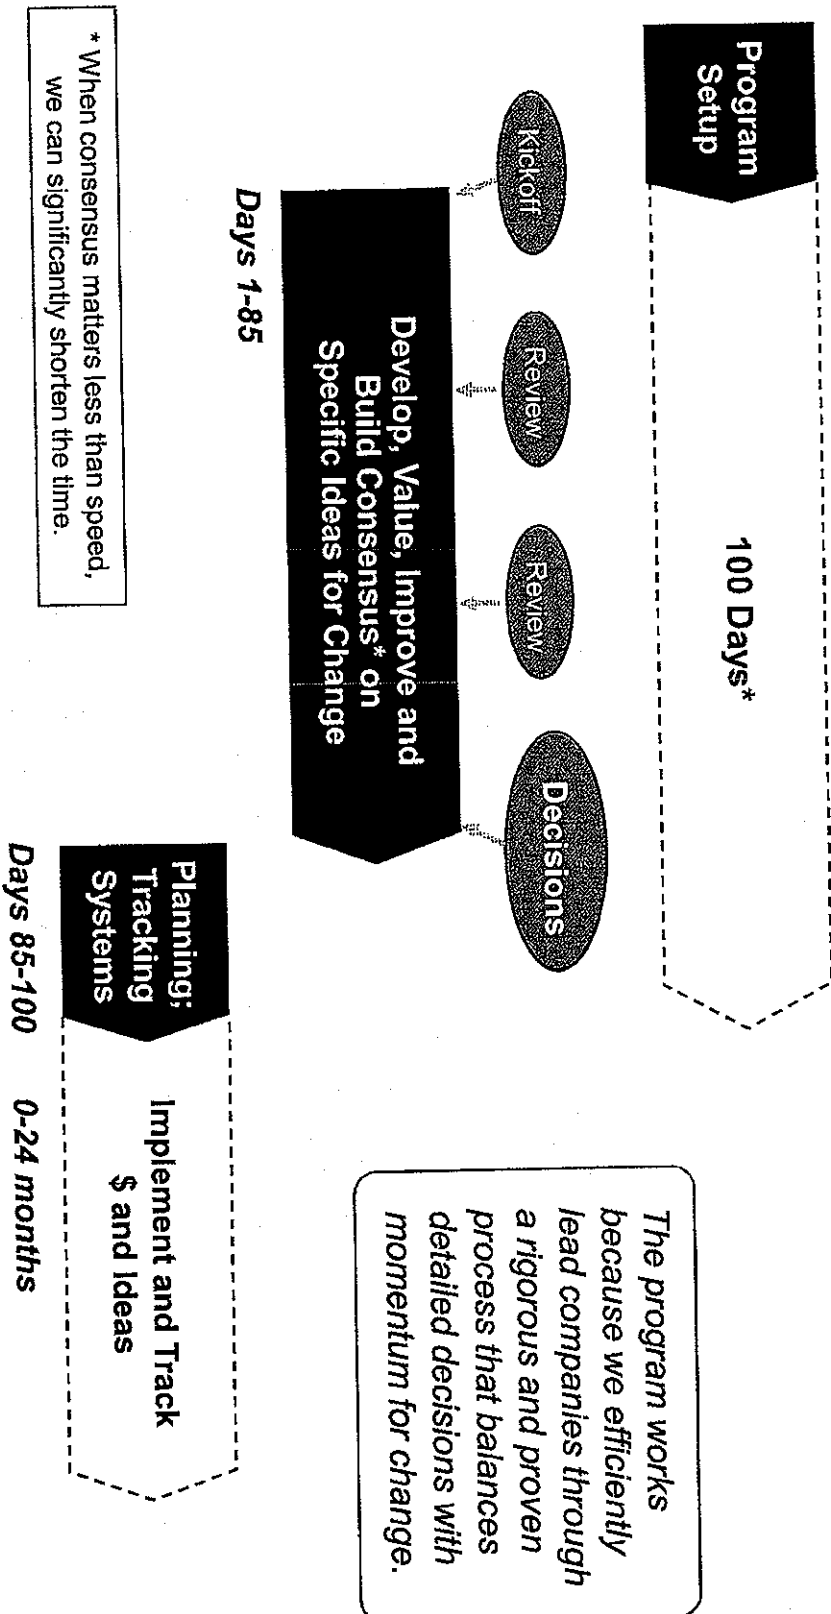 Program
Setup
100 Days*
Kickoff
Review
Review
Decisions
Develop, Value, Improve and
Build Consensus* on
Specific Ideas for Change
Days 1-85
Planning;
Tracking
Systems
Days 85-100
Implement and Track
$ and Ideas
0-24 months
The program works
because we efficiently
lead companies through
a rigorous and proven
process that balances
detailed decisions with
momentum for change.
* When consensus matters less than speed,
we can significantly shorten the time.